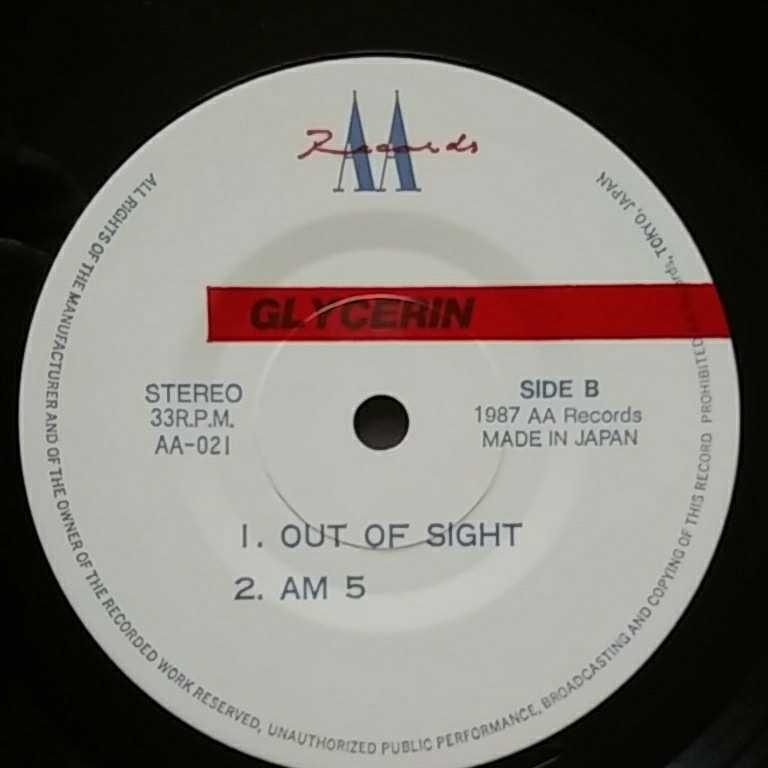 AA
Records
GLYCERIN
STEREO
33R.P.M.
AA-021
SIDE B
1987 AA Records
MADE IN JAPAN
1. OUT OF SIGHT
2. AM 5
ALL RIGHTS OF THE MANUFACTURER AND OF THE OWNER OF THE RECORDED WORK RESERVED, UNAUTHORIZED PUBLIC PERFORMANCE, BROADCASTING AND COPYING OF THIS RECORD PROHIBITED TOKYO, JAPAN